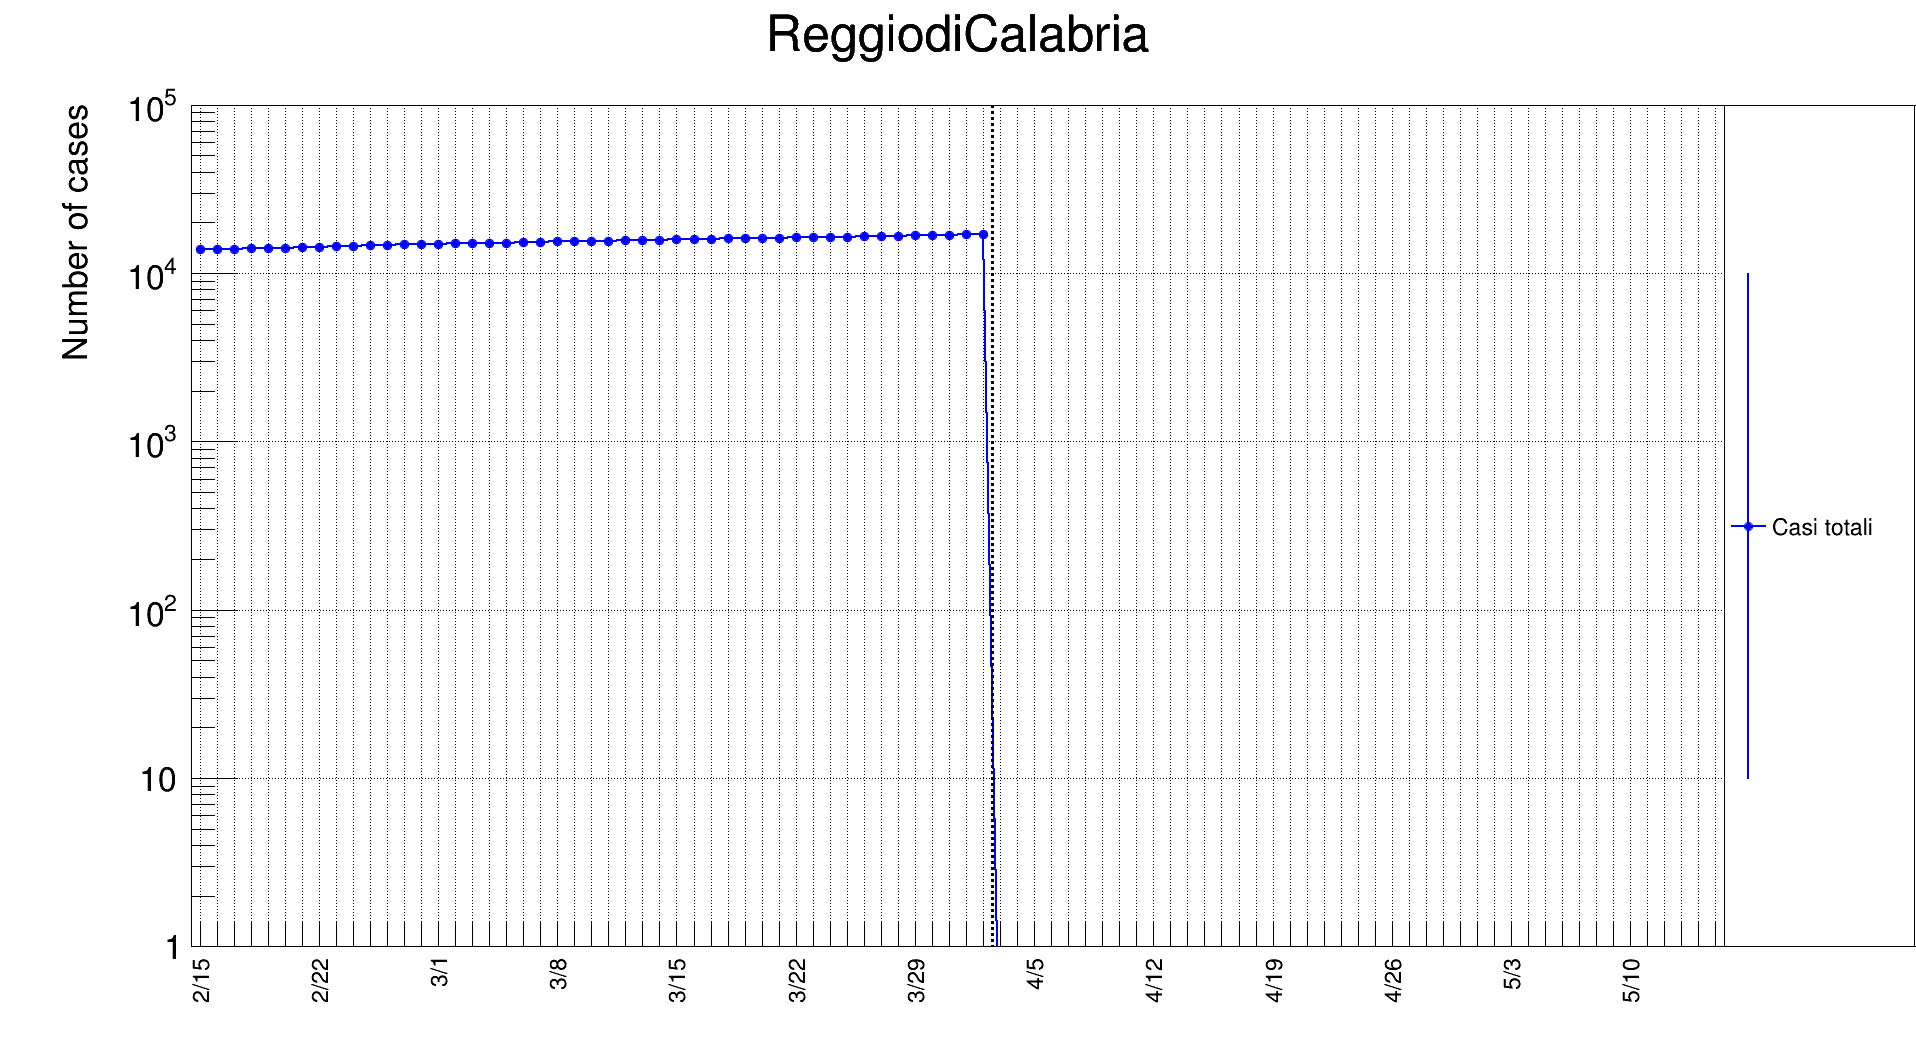 ReggiodiCalabria
Number of cases
10^5
10^4
10^3
10^2
10
1
2/15 2/22 3/1 3/8 3/15 3/22 3/29 4/5 4/12 4/19 4/26 5/3 5/10
Casi totali